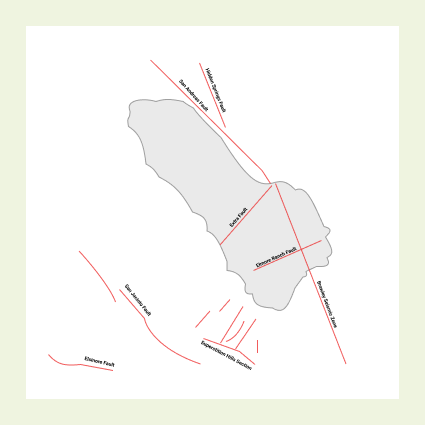 Hidden Springs Fault
San Andreas Fault
Extra Fault
Elmore Ranch Fault
Brawley Seismic Zone
San Jacinto Fault
Superstition Hills Section
Elsinore Fault